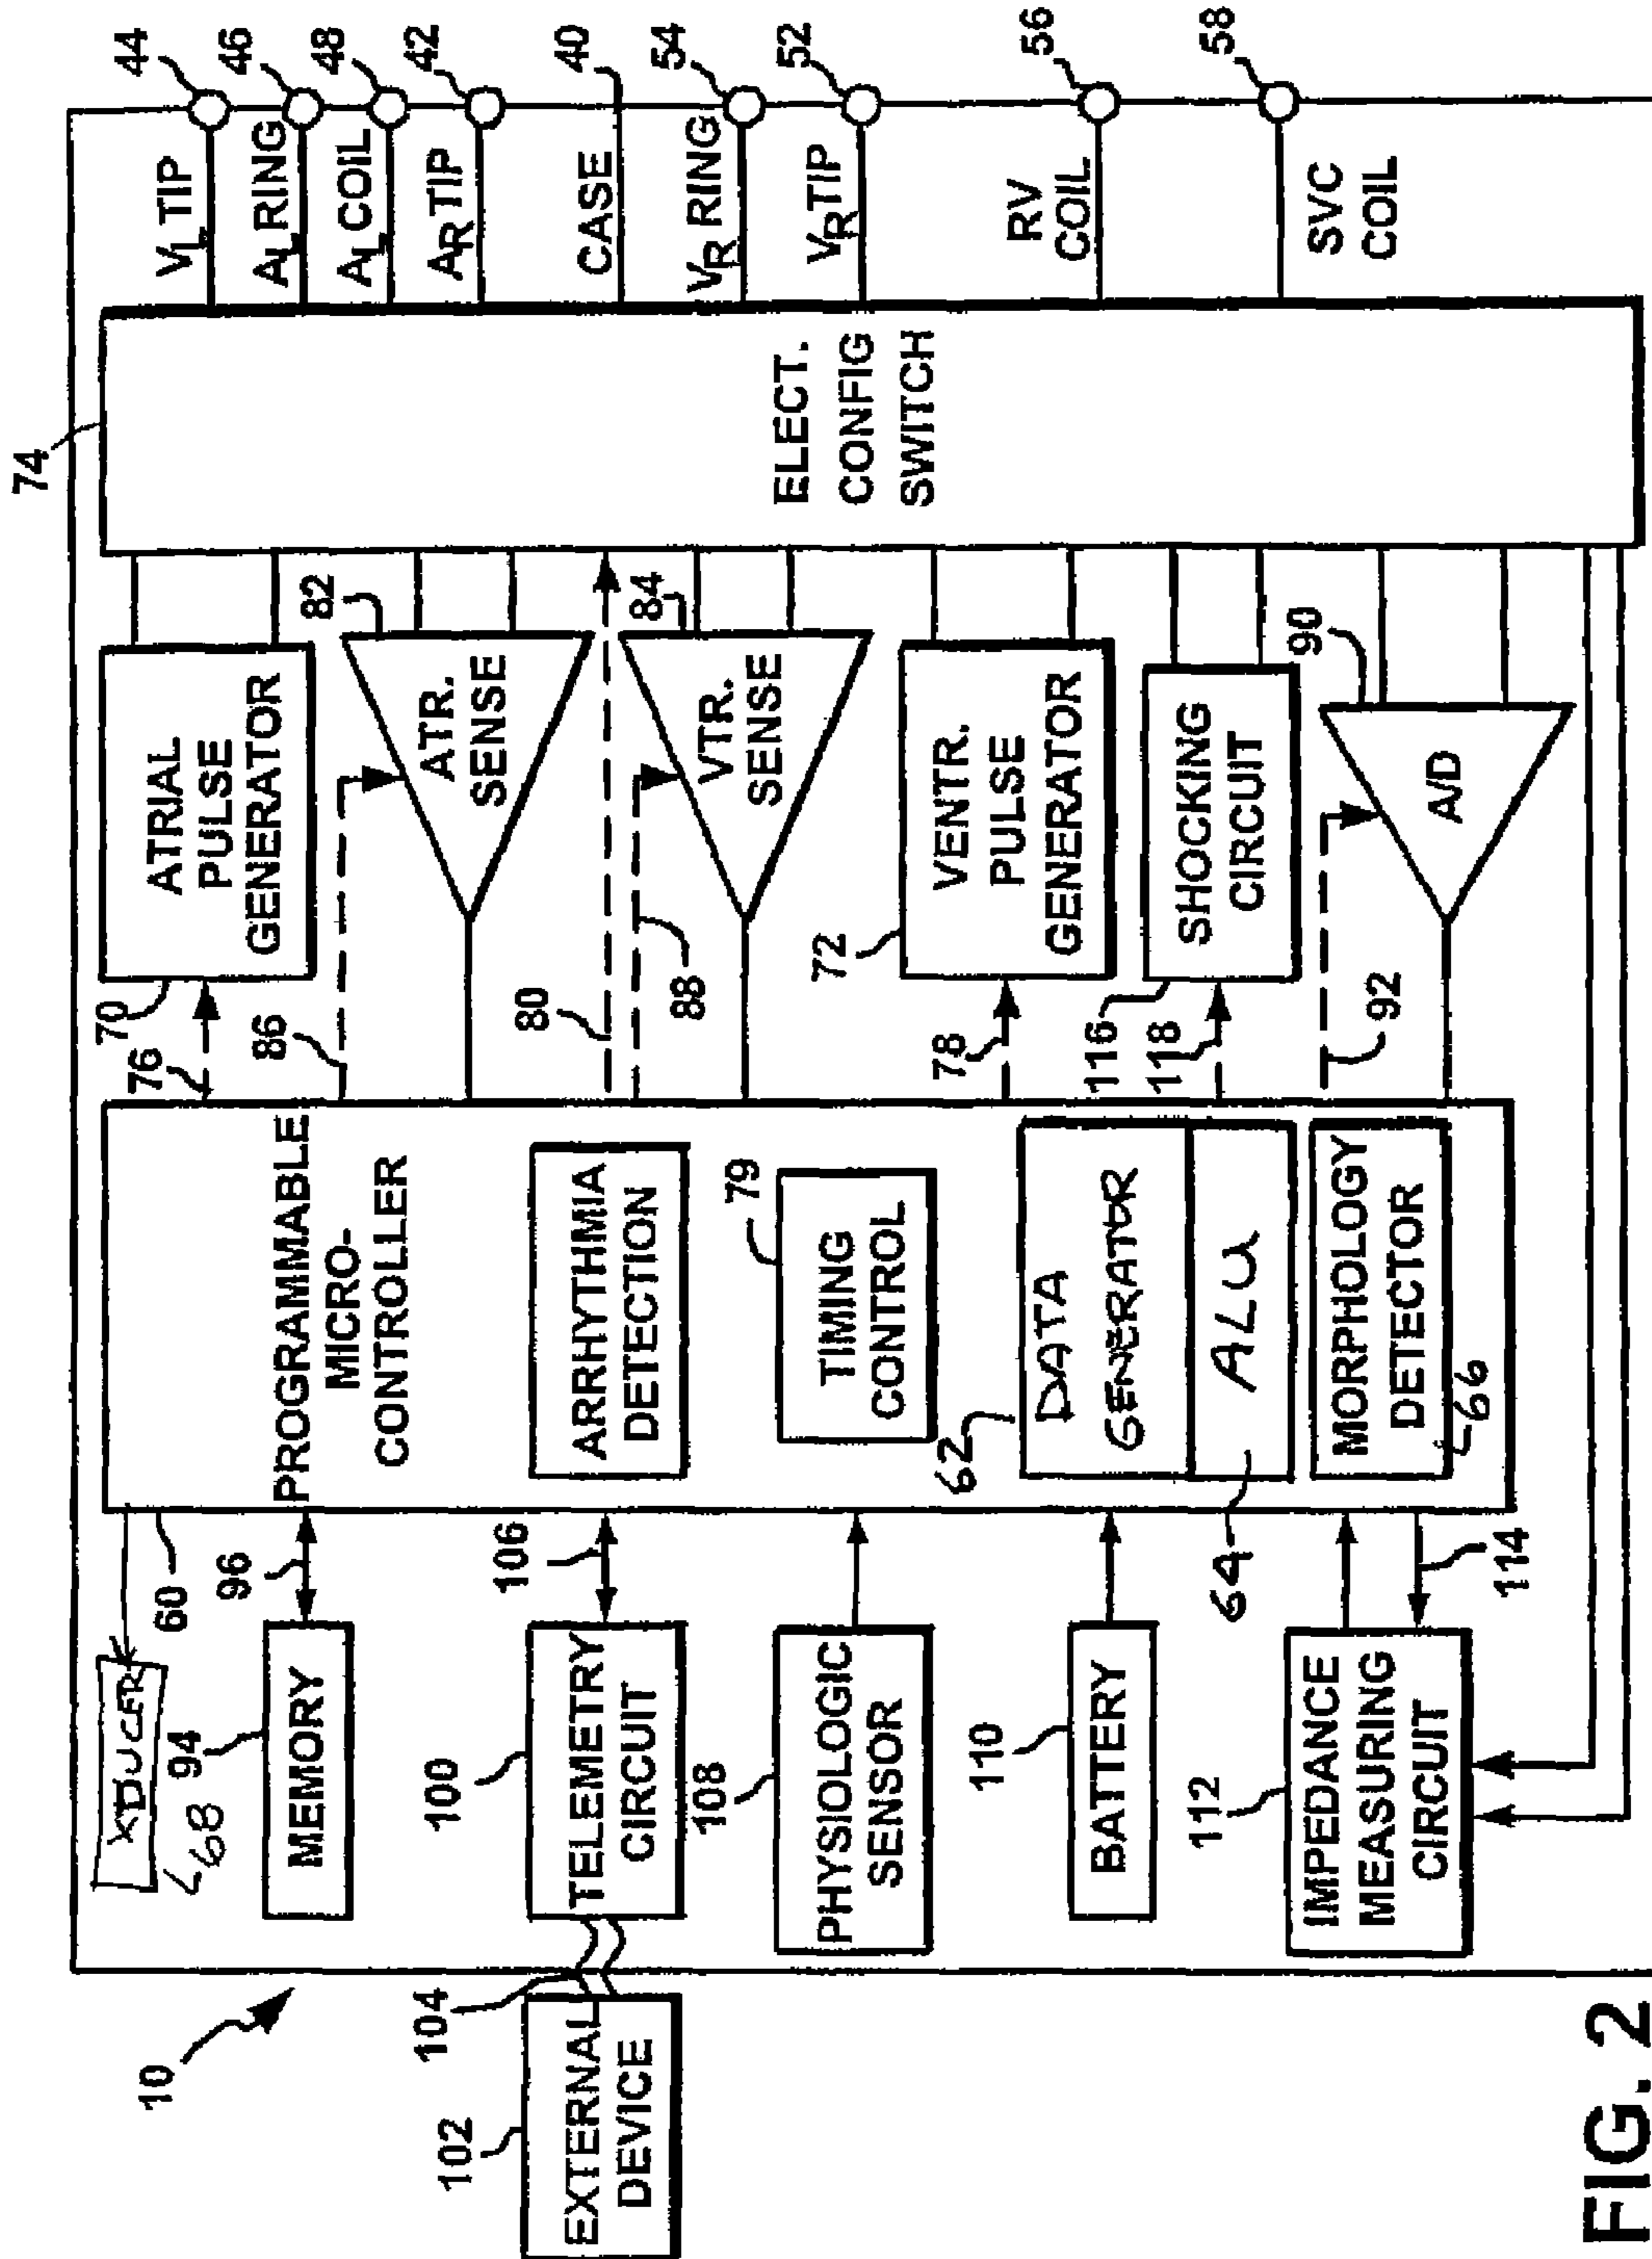 10
102
EXTERNAL
DEVICE
104
XDUCER
68
60
94
MEMORY
96
100
TELEMETRY
CIRCUIT
106
108
PHYSIOLOGIC
SENSOR
110
BATTERY
112
IMPEDANCE
MEASURING
CIRCUIT
114
PROGRAMMABLE
MICRO-
CONTROLLER
ARRHYTHMIA
DETECTION
79
TIMING
CONTROL
62
DATA
GENERATOR
64
ALU
MORPHOLOGY
DETECTOR
66
70
ATRIAL
PULSE
GENERATOR
76
86
82
ATR.
SENSE
80
88
84
VTR.
SENSE
72
VENTR.
PULSE
GENERATOR
78
116
SHOCKING
CIRCUIT
118
92
90
A/D
74
ELECT.
CONFIG
SWITCH
VL TIP
44
AL RING
46
AL COIL
48
AR TIP
42
CASE
40
VR RING
54
VR TIP
52
RV
COIL
56
SVC
COIL
58
FIG. 2